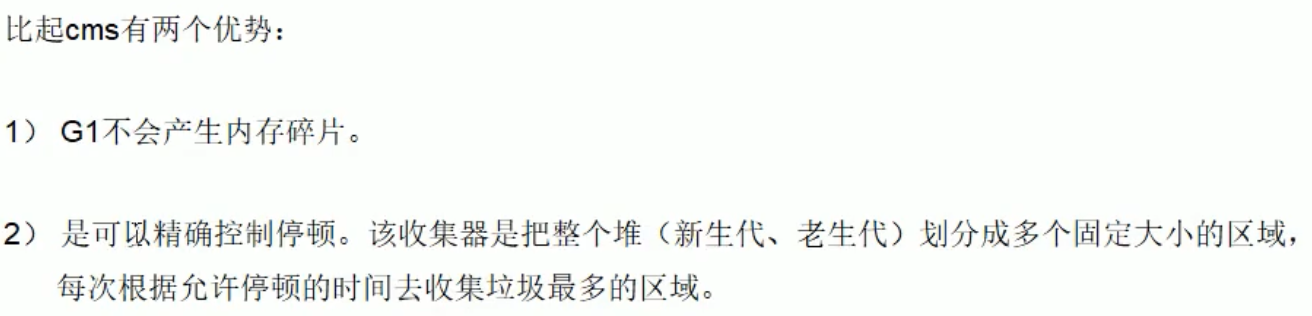 比起cms有两个优势：
1） G1不会产生内存碎片。
2） 是可以精确控制停顿。该收集器是把整个堆（新生代、老生代）划分成多个固定大小的区域，
每次根据允许停顿的时间去收集垃圾最多的区域。